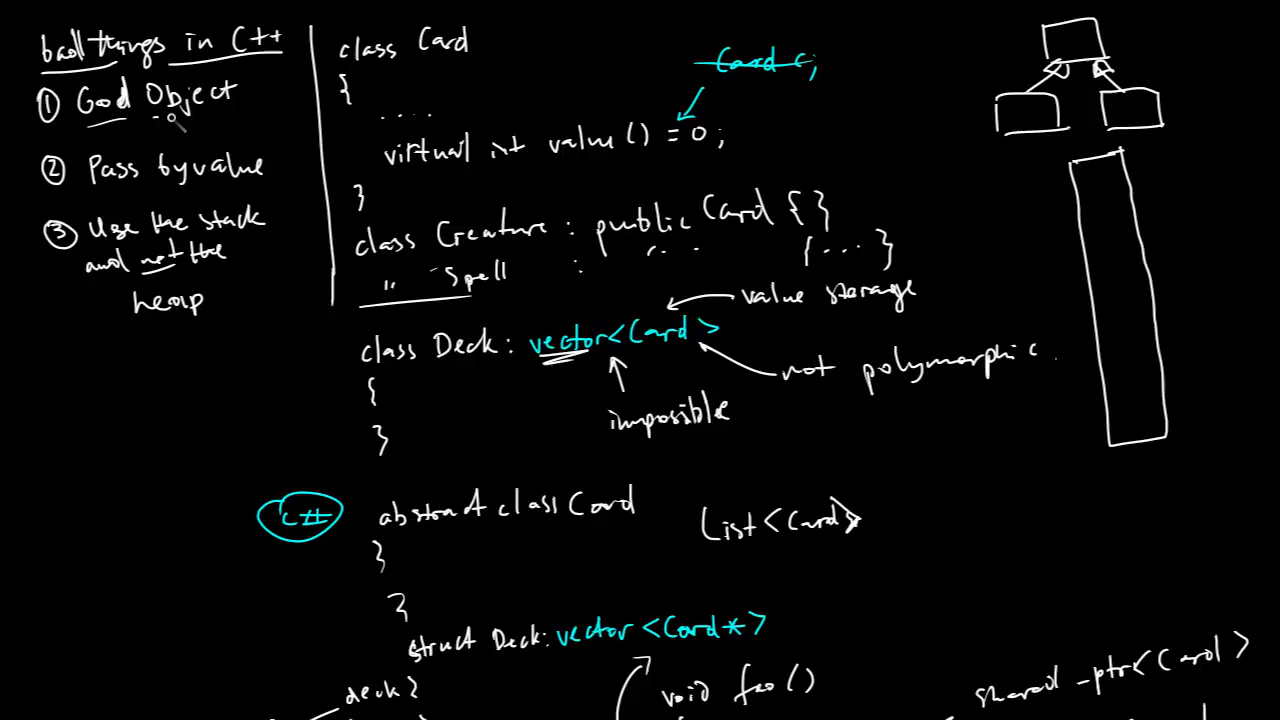 bad things in C++
① God Object
② Pass by value
③ Use the stack
and not the
heap
class Card
{
....
virtual int value() = 0;
}
Card c;
class Creature : public Card { }
" Spell : . . . { ... }
value storage
class Deck : vector<Card>
{
}
not polymorphic.
impossible
C++
abstract class Card
}
}
List<Card>
struct Deck: vector <Card*>
deck2
void foo()
shared_ptr<Card>